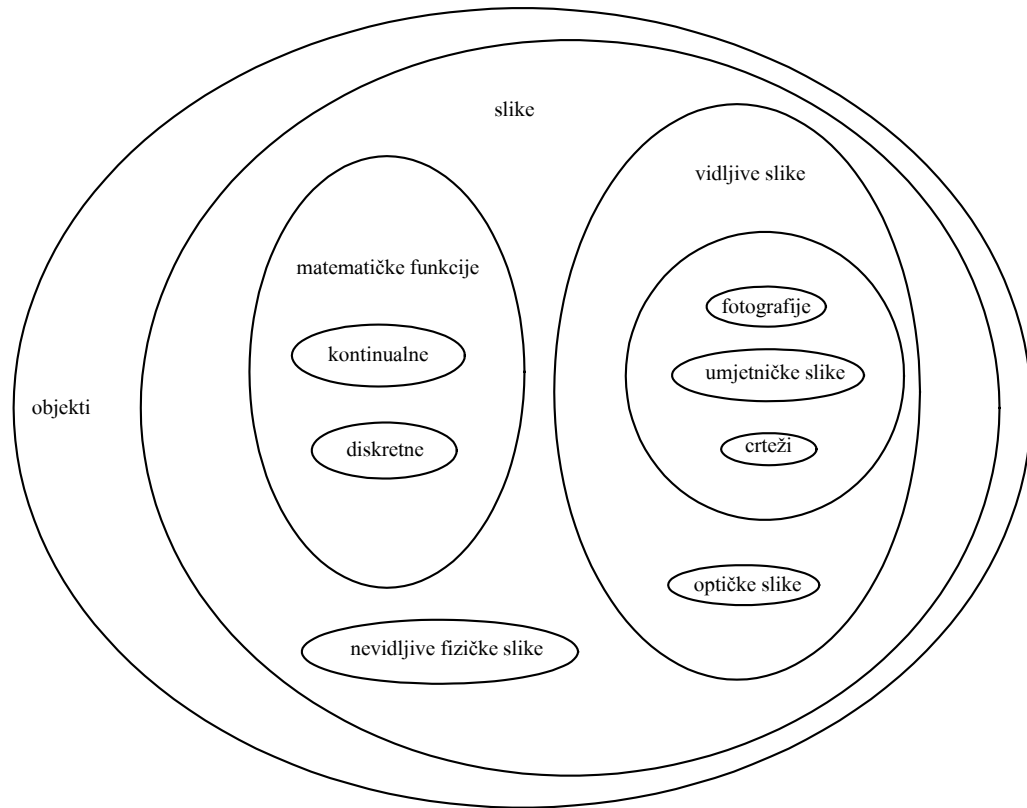 slike
vidljive slike
matematičke funkcije
fotografije
kontinualne
umjetničke slike
objekti
diskretne
crteži
optičke slike
nevidljive fizičke slike